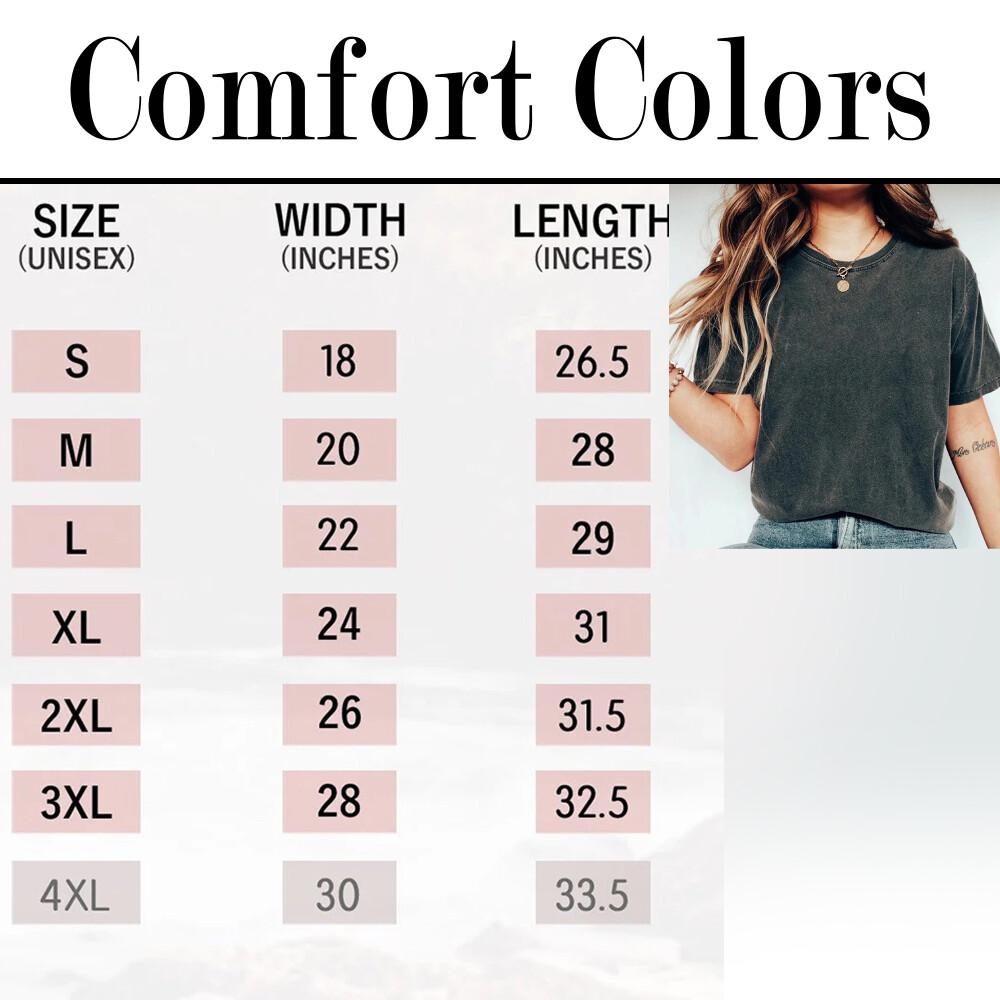 Comfort Colors
SIZE WIDTH LENGTH
(UNISEX) (INCHES) (INCHES)
S 18 26.5
M 20 28
L 22 29
XL 24 31
2XL 26 31.5
3XL 28 32.5
4XL 30 33.5